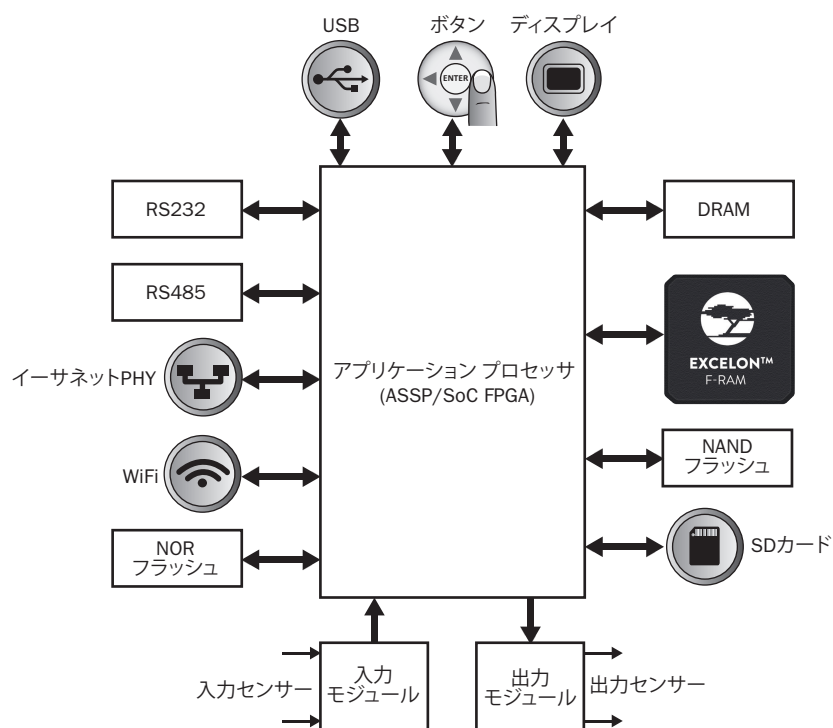 USB
ボタン
ディスプレイ
ENTER
RS232
DRAM
RS485
EXCELON™
F-RAM
イーサネットPHY
アプリケーション プロセッサ
(ASSP/SoC FPGA)
NAND
フラッシュ
WiFi
NOR
フラッシュ
SDカード
入力センサー
入力
モジュール
出力
モジュール
出力センサー